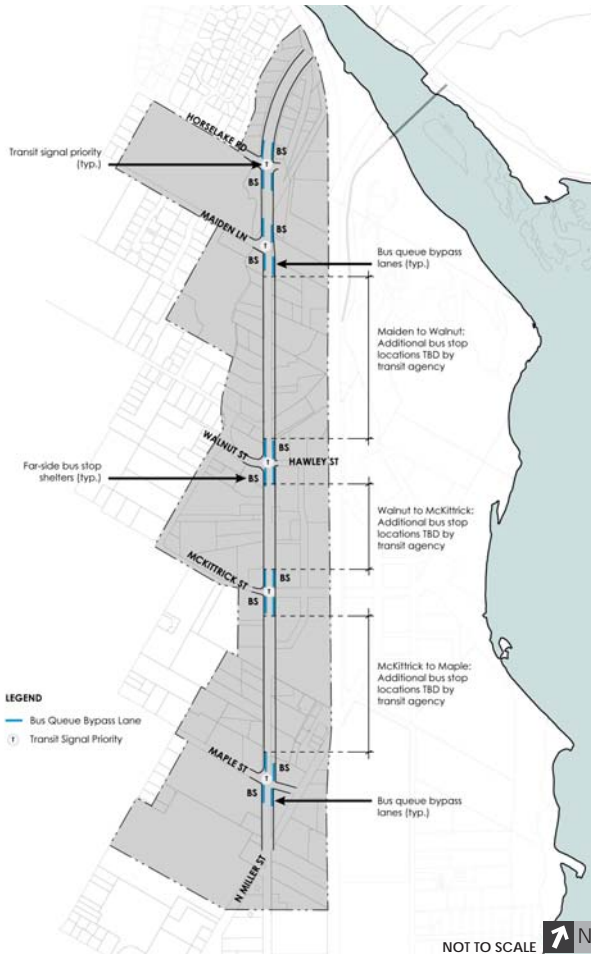 HORSELAKE RD
BS
Transit signal priority
(typ.)
T
BS
MAIDEN LN
BS
T
BS
Bus queue bypass
lanes (typ.)
Maiden to Walnut:
Additional bus stop
locations TBD by
transit agency
WALNUT ST
BS
T
HAWLEY ST
Far-side bus stop
shelters (typ.)
BS
Walnut to McKittrick:
Additional bus stop
locations TBD by
transit agency
MCKITTRICK ST
BS
T
BS
McKittrick to Maple:
Additional bus stop
locations TBD by
transit agency
LEGEND
Bus Queue Bypass Lane
T Transit Signal Priority
MAPLE ST
BS
T
BS
Bus queue bypass
lanes (typ.)
N MILLER ST
NOT TO SCALE
N